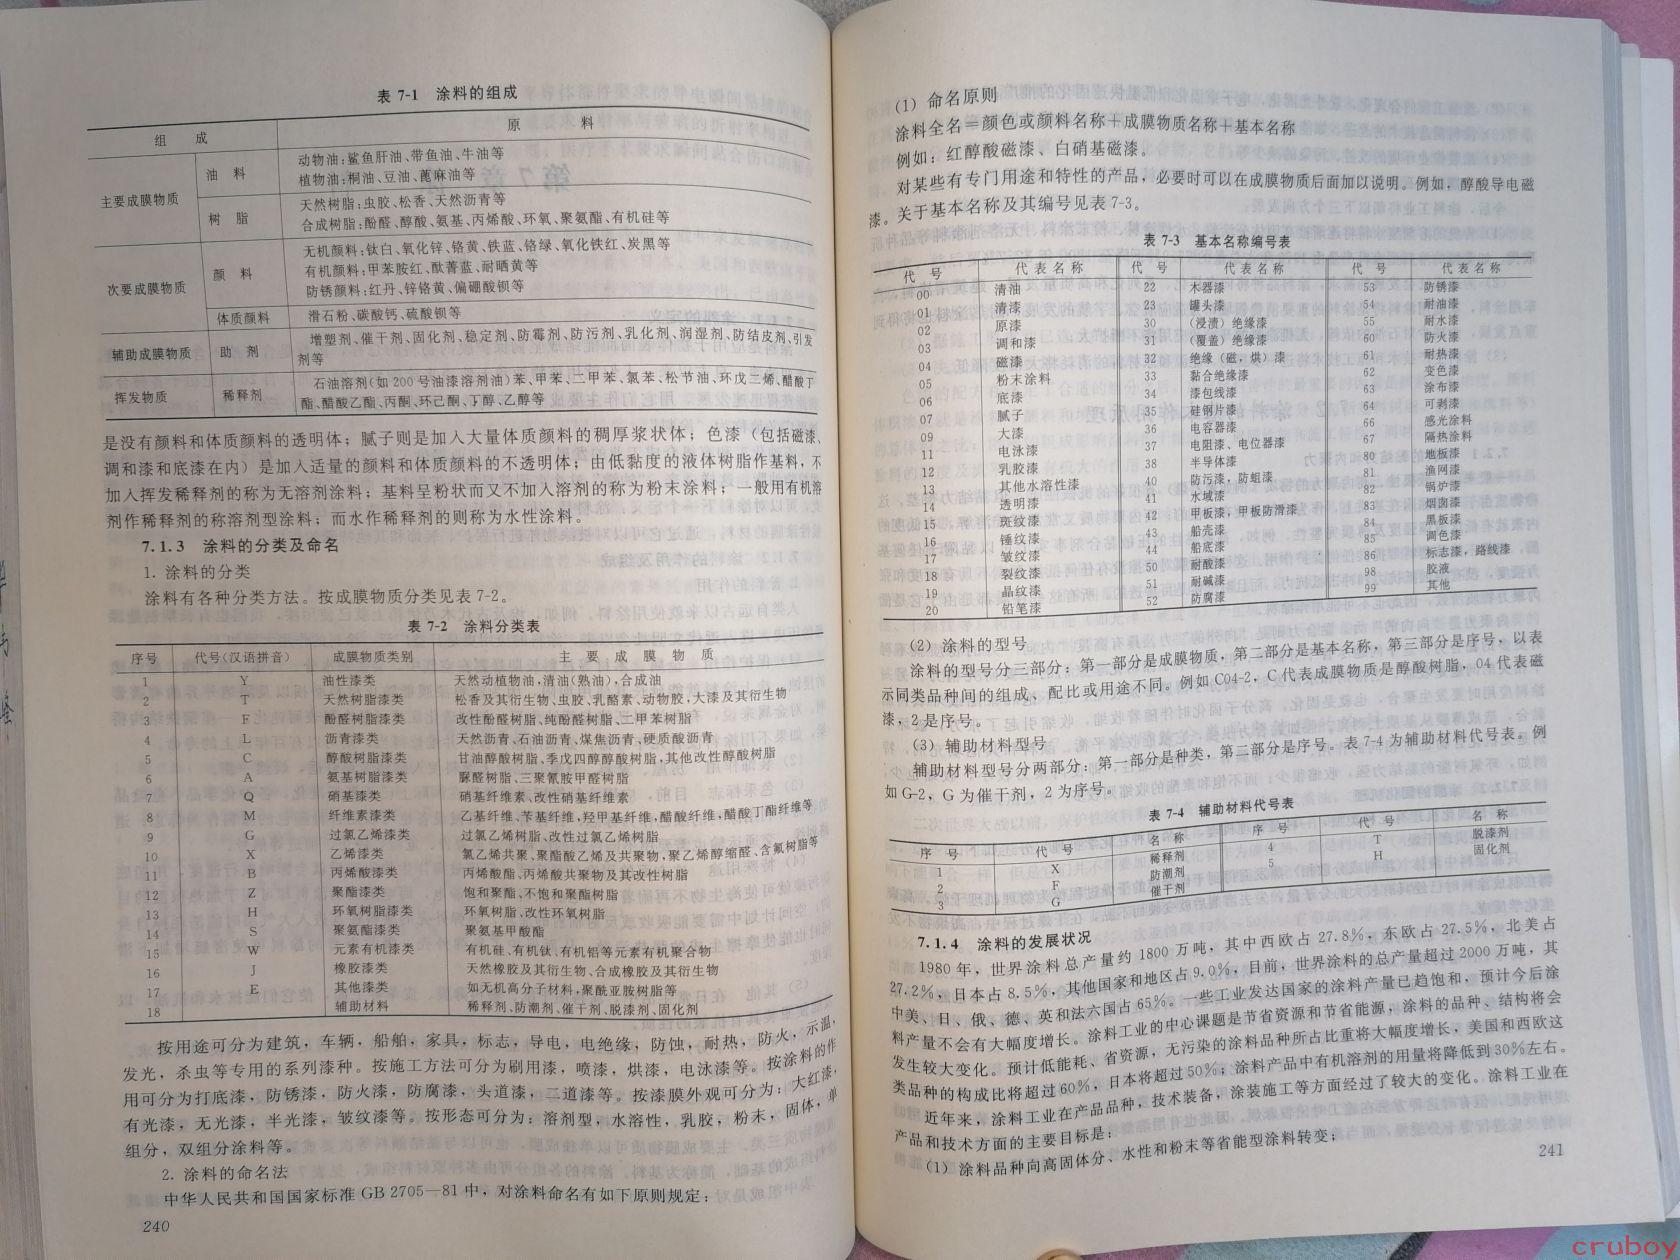 表 7-1 涂料的组成
组 成 原 料
主要成膜物质 油 料 动物油:鲨鱼肝油、带鱼油、牛油等
植物油:桐油、豆油、蓖麻油等
树 脂 天然树脂:虫胶、松香、天然沥青等
合成树脂:酚醛、醇酸、氨基、丙烯酸、环氧、聚氨酯、有机硅等
次要成膜物质 颜 料 无机颜料:钛白、氧化锌、铬黄、铁蓝、铬绿、氧化铁红、炭黑等
有机颜料:甲苯胺红、酞菁蓝、耐晒黄等
防锈颜料:红丹、锌铬黄、偏硼酸钡等
体质颜料 滑石粉、碳酸钙、硫酸钡等
辅助成膜物质 助 剂 增塑剂、催干剂、固化剂、稳定剂、防霉剂、防污剂、乳化剂、润湿剂、防结皮剂、引发
剂等
挥发物质 稀释剂 石油溶剂(如 200 号油漆溶剂油)苯、甲苯、二甲苯、氯苯、松节油、环戊二烯、醋酸丁
酯、醋酸乙酯、丙酮、环己酮、丁醇、乙醇等
是没有颜料和体质颜料的透明体；腻子则是加入大量体质颜料的稠厚浆状体；色漆（包括磁漆、
调和漆和底漆在内）是加入适量的颜料和体质颜料的不透明体；由低黏度的液体树脂作基料，不
加入挥发稀释剂的称为无溶剂涂料；基料呈粉状而又不加入溶剂的称为粉末涂料；一般用有机溶
剂作稀释剂的称溶剂型涂料；而水作稀释剂的则称为水性涂料。
7.1.3 涂料的分类及命名
1. 涂料的分类
涂料有各种分类方法。按成膜物质分类见表 7-2。
表 7-2 涂料分类表
序号 代号(汉语拼音) 成膜物质类别 主 要 成 膜 物 质
1 Y 油性漆类 天然动植物油,清油(熟油),合成油
2 T 天然树脂漆类 松香及其衍生物、虫胶、乳酪素、动物胶,大漆及其衍生物
3 F 酚醛树脂漆类 改性酚醛树脂、纯酚醛树脂、二甲苯树脂
4 L 沥青漆类 天然沥青、石油沥青、煤焦沥青、硬质酸沥青
5 C 醇酸树脂漆类 甘油醇酸树脂、季戊四醇醇酸树脂,其他改性醇酸树脂
6 A 氨基树脂漆类 脲醛树脂、三聚氰胺甲醛树脂
7 Q 硝基漆类 硝基纤维素、改性硝基纤维素
8 M 纤维素漆类 乙基纤维、苄基纤维,羟甲基纤维,醋酸纤维,醋酸丁酯纤维等
9 G 过氯乙烯漆类 过氯乙烯树脂、改性过氯乙烯树脂
10 X 乙烯漆类 氯乙烯共聚、聚酯酸乙烯及共聚物,聚乙烯醇缩醛、含氟树脂等
11 B 丙烯酸漆类 丙烯酸酯、丙烯酸共聚物及其改性树脂
12 Z 聚酯漆类 饱和聚酯、不饱和聚酯树脂
13 H 环氧树脂漆类 环氧树脂,改性环氧树脂
14 S 聚氨酯漆类 聚氨基甲酸酯
15 W 元素有机漆类 有机硅、有机钛、有机铝等元素有机聚合物
16 J 橡胶漆类 天然橡胶及其衍生物、合成橡胶及其衍生物
17 E 其他漆类 如无机高分子材料,聚酰亚胺树脂等
18 辅助材料 稀释剂、防潮剂、催干剂、脱漆剂、固化剂
按用途可分为建筑，车辆，船舶，家具，标志，导电，电绝缘，防蚀，耐热，防火，示温，
发光，杀虫等专用的系列漆种。按施工方法可分为刷用漆，喷漆，烘漆，电泳漆等。按涂料的作
用可分为打底漆，防锈漆，防火漆，防腐漆，头道漆，二道漆等。按漆膜外观可分为：大红漆，
有光漆，无光漆，半光漆，皱纹漆等。按形态可分为：溶剂型，水溶性，乳胶，粉末，固体，单
组分，双组分涂料等。
2. 涂料的命名法
中华人民共和国国家标准 GB 2705—81 中，对涂料命名有如下原则规定：
240
（1）命名原则
涂料全名＝颜色或颜料名称＋成膜物质名称＋基本名称
例如：红醇酸磁漆、白硝基磁漆。
对某些有专门用途和特性的产品，必要时可以在成膜物质后面加以说明。例如，醇酸导电磁
漆。关于基本名称及其编号见表 7-3。
表 7-3 基本名称编号表
代 号 代表名称 代 号 代表名称 代 号 代表名称
00 清油 22 木器漆 53 防锈漆
01 清漆 23 罐头漆 54 耐油漆
02 原漆 30 （浸渍）绝缘漆 55 耐水漆
03 调和漆 31 （覆盖）绝缘漆 60 防火漆
04 磁漆 32 绝缘（磁，烘）漆 61 耐热漆
05 粉末涂料 33 黏合绝缘漆 62 变色漆
06 底漆 34 漆包线漆 63 涂布漆
07 腻子 35 硅钢片漆 64 可剥漆
09 大漆 36 电容器漆 66 感光涂料
11 电泳漆 37 电阻漆、电位器漆 67 隔热涂料
12 乳胶漆 38 半导体漆 80 地板漆
13 其他水溶性漆 40 防污漆，防蛆漆 81 渔网漆
14 透明漆 41 水域漆 82 锅炉漆
15 斑纹漆 42 甲板漆，甲板防滑漆 83 烟囱漆
16 锤纹漆 43 船壳漆 84 黑板漆
17 皱纹漆 44 船底漆 85 调色漆
18 裂纹漆 50 耐酸漆 86 标志漆，路线漆
19 晶纹漆 51 耐碱漆 98 胶液
20 铅笔漆 52 防腐漆 99 其他
（2）涂料的型号
涂料的型号分三部分：第一部分是成膜物质，第二部分是基本名称，第三部分是序号，以表
示同类品种间的组成、配比或用途不同。例如 C04-2，C 代表成膜物质是醇酸树脂，04 代表磁
漆，2 是序号。
（3）辅助材料型号
辅助材料型号分两部分：第一部分是种类，第二部分是序号。表 7-4 为辅助材料代号表。例
如 G-2，G 为催干剂，2 为序号。
表 7-4 辅助材料代号表
序 号 代 号 名 称 序 号 代 号 名 称
1 X 稀释剂 4 T 脱漆剂
2 F 防潮剂 5 H 固化剂
3 G 催干剂
7.1.4 涂料的发展状况
1980 年，世界涂料总产量约 1800 万吨，其中西欧占 27.8%，东欧占 27.5%，北美占
27.2%，日本占 8.5%，其他国家和地区占 9.0%，目前，世界涂料的总产量超过 2000 万吨，其
中美、日、俄、德、英和法六国占 65%。一些工业发达国家的涂料产量已趋饱和，预计今后涂
料产量不会有大幅度增长。涂料工业的中心课题是节省资源和节省能源，涂料的品种、结构将会
发生较大变化。预计低能耗、省资源，无污染的涂料品种所占比重将大幅度增长，美国和西欧这
类品种的构成比将超过 60%，日本将超过 50%；涂料产品中有机溶剂的用量将降低到 30%左右。
近年来，涂料工业在产品品种，技术装备，涂装施工等方面经过了较大的变化。涂料工业在
产品和技术方面的主要目标是：
（1）涂料品种向高固体分、水性和粉末等省能型涂料转变；
241
cruboy